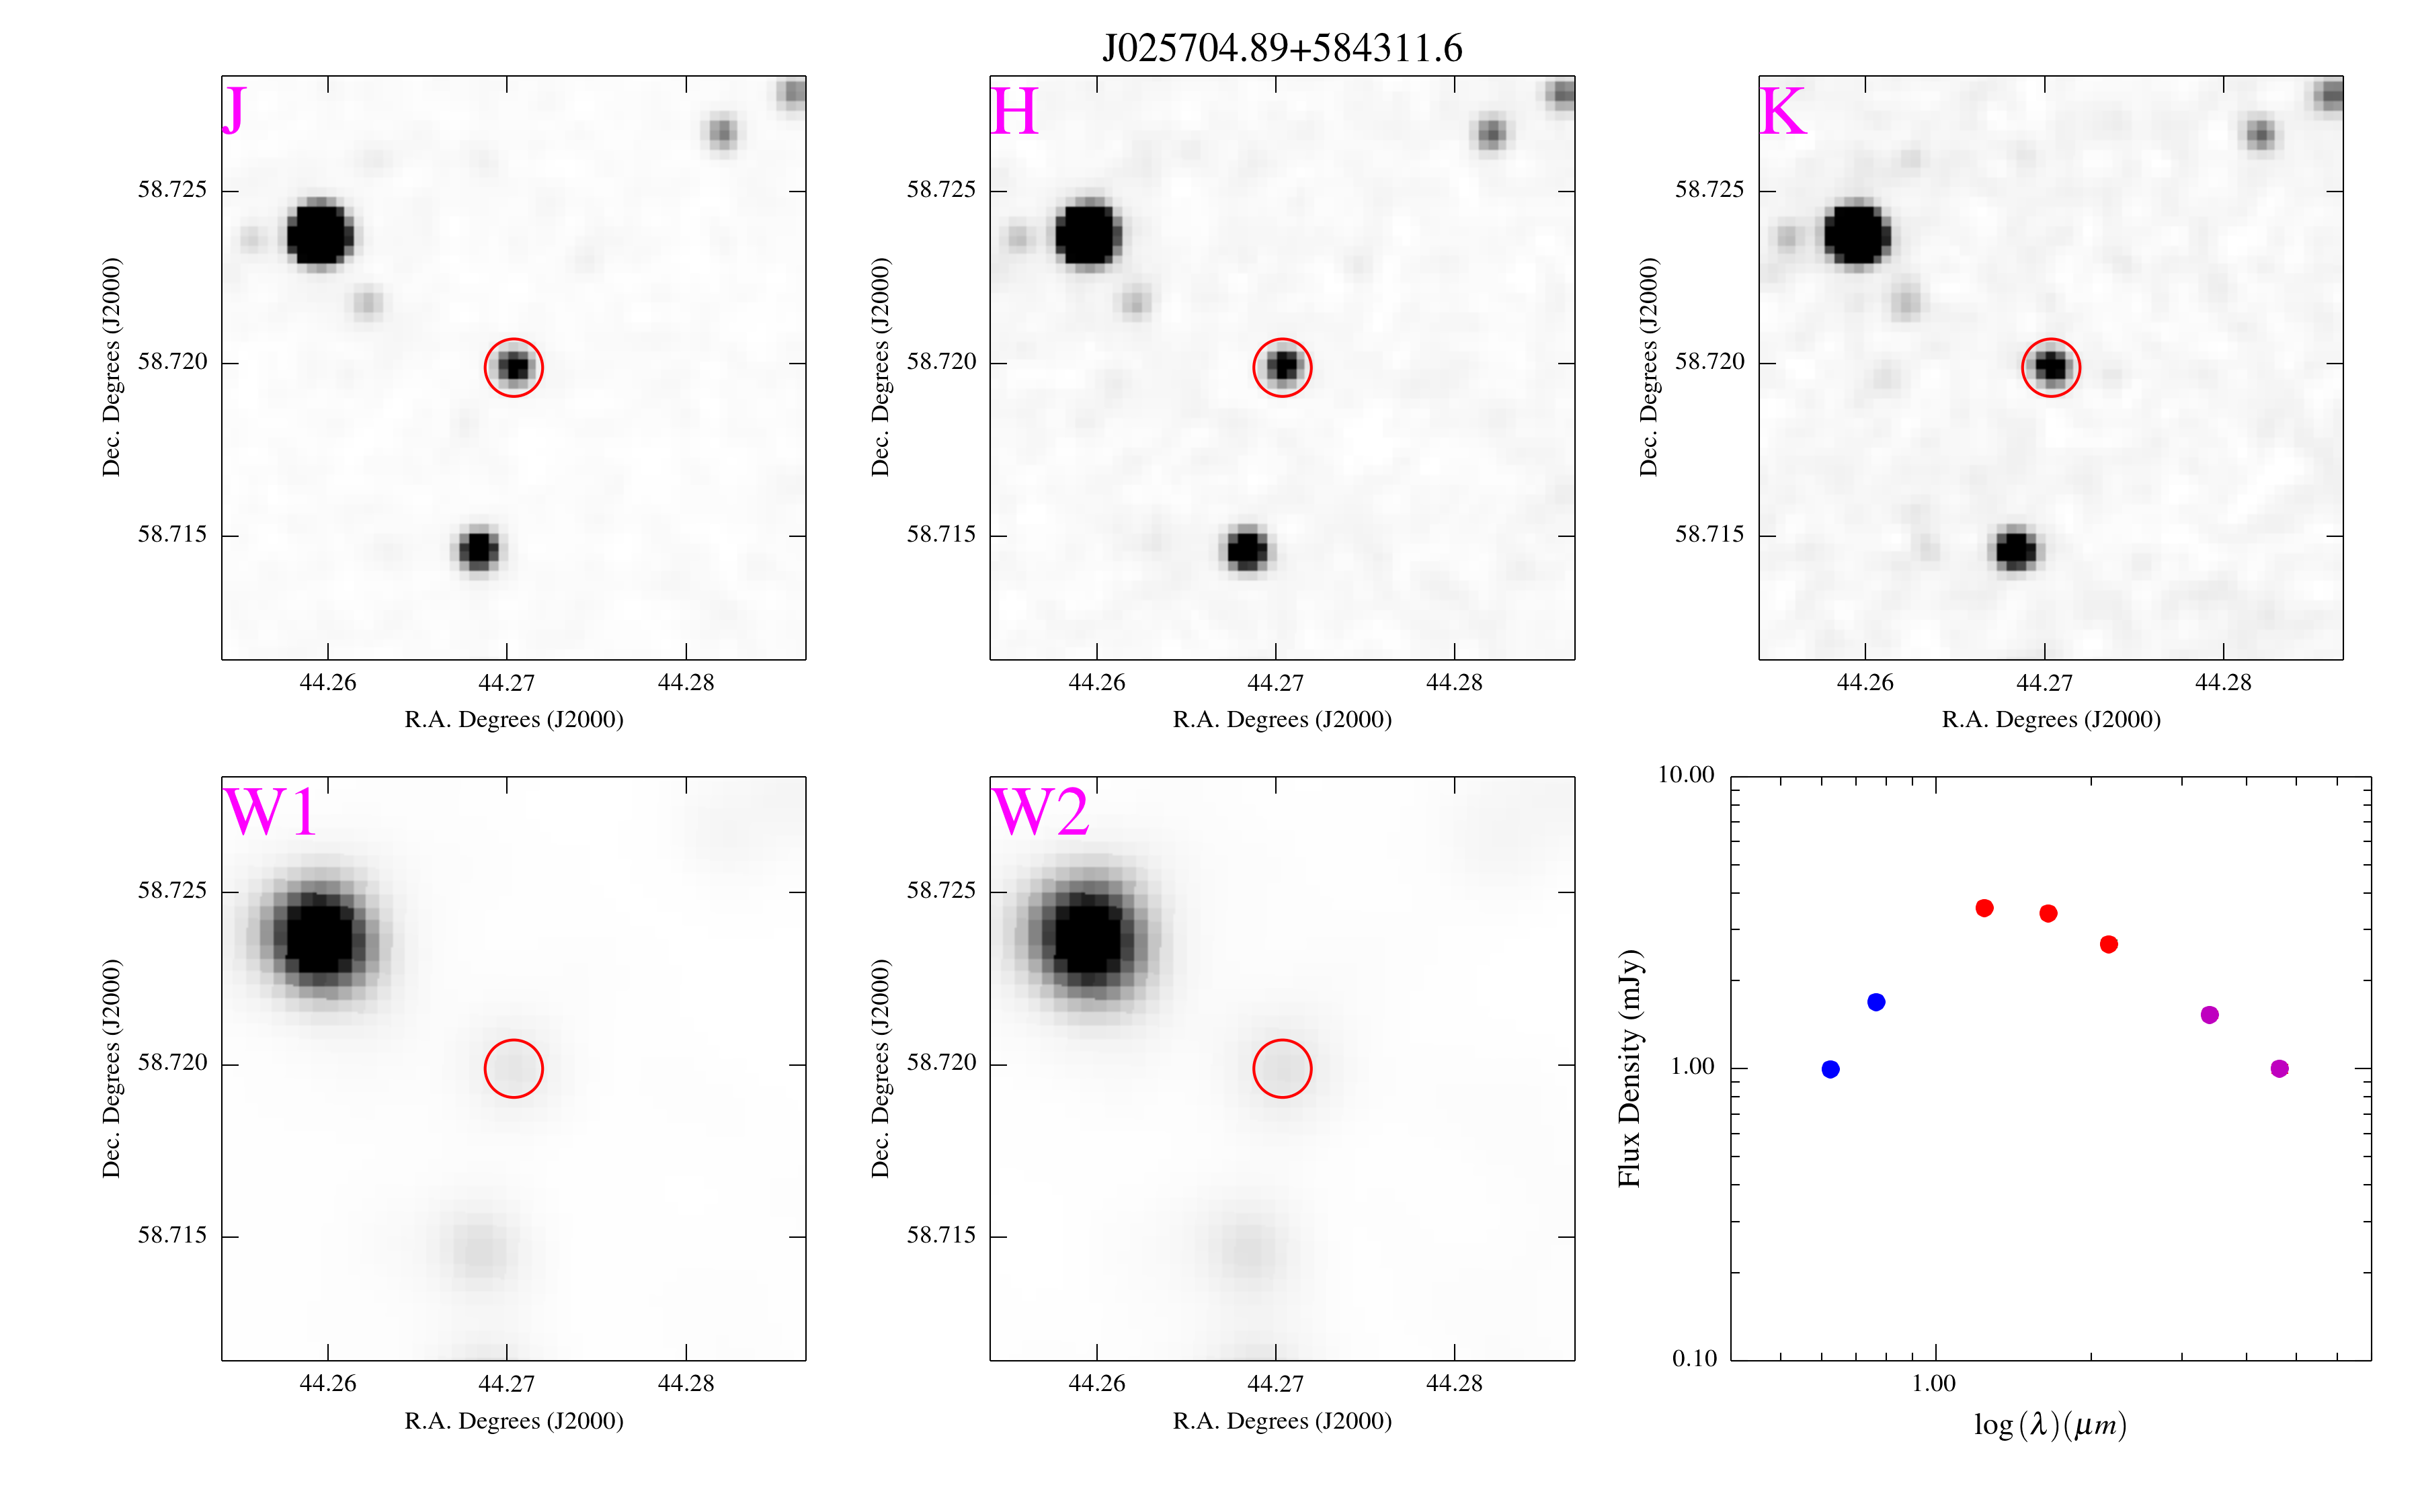 J025704.89+584311.6
J
58.725
58.720
58.715
Dec. Degrees (J2000)
44.26 44.27 44.28
R.A. Degrees (J2000)
H
58.725
58.720
58.715
Dec. Degrees (J2000)
44.26 44.27 44.28
R.A. Degrees (J2000)
K
58.725
58.720
58.715
Dec. Degrees (J2000)
44.26 44.27 44.28
R.A. Degrees (J2000)
W1
58.725
58.720
58.715
Dec. Degrees (J2000)
44.26 44.27 44.28
R.A. Degrees (J2000)
W2
58.725
58.720
58.715
Dec. Degrees (J2000)
44.26 44.27 44.28
R.A. Degrees (J2000)
10.00
1.00
0.10
Flux Density (mJy)
1.00
log(λ)(μm)